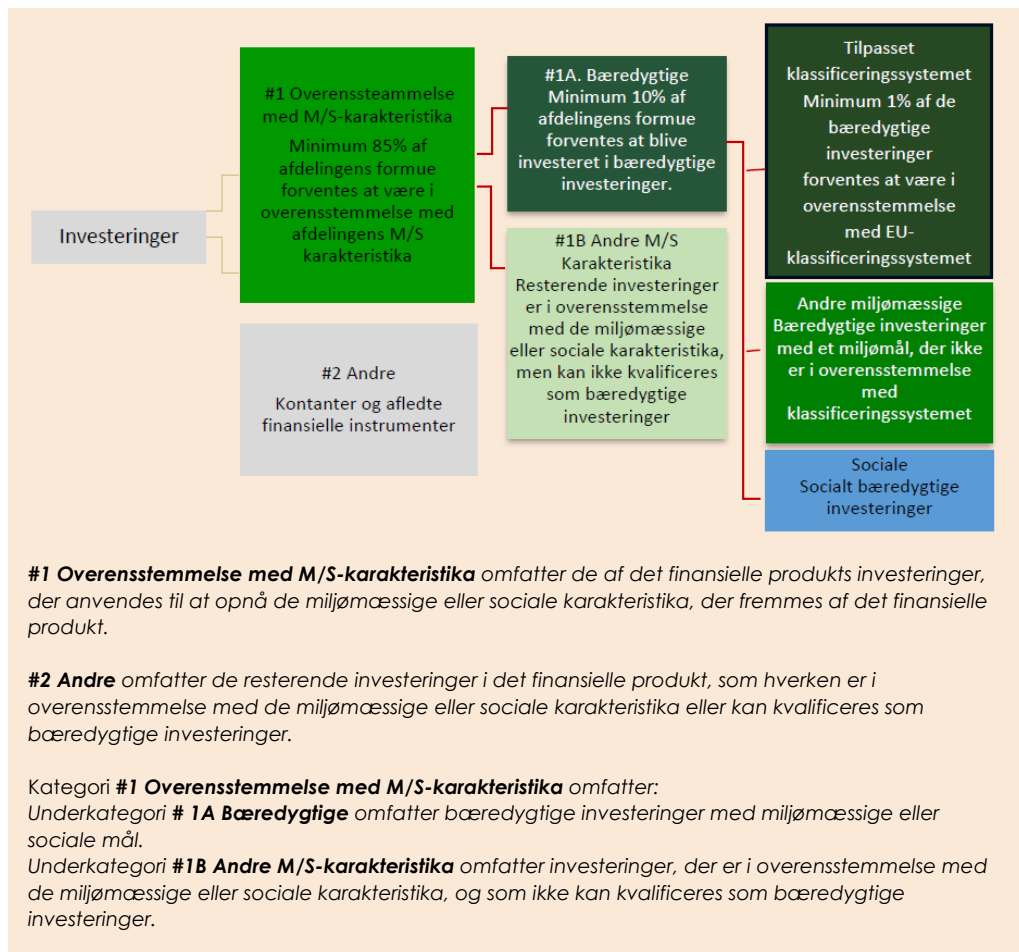 Investeringer
#1 Overenssteammelse
med M/S-karakteristika
Minimum 85% af
afdelingens formue
forventes at være i
overensstemmelse med
afdelingens M/S
karakteristika
#2 Andre
Kontanter og afledte
finansielle instrumenter
#1A. Bæredygtige
Minimum 10% af
afdelingens formue
forventes at blive
investeret i bæredygtige
investeringer.
#1B Andre M/S
Karakteristika
Resterende investeringer
er i overensstemmelse
med de miljømæssige
eller sociale karakteristika,
men kan ikke kvalificeres
som bæredygtige
investeringer
Tilpasset
klassificeringssystemet
Minimum 1% af de
bæredygtige
investeringer
forventes at være i
overensstemmelse
med EU-
klassificeringssystemet
Andre miljømæssige
Bæredygtige investeringer
med et miljømål, der ikke
er i overensstemmelse
med
klassificeringssystemet
Sociale
Socialt bæredygtige
investeringer
#1 Overensstemmelse med M/S-karakteristika omfatter de af det finansielle produkts investeringer,
der anvendes til at opnå de miljømæssige eller sociale karakteristika, der fremmes af det finansielle
produkt.
#2 Andre omfatter de resterende investeringer i det finansielle produkt, som hverken er i
overensstemmelse med de miljømæssige eller sociale karakteristika eller kan kvalificeres som
bæredygtige investeringer.
Kategori #1 Overensstemmelse med M/S-karakteristika omfatter:
Underkategori # 1A Bæredygtige omfatter bæredygtige investeringer med miljømæssige eller
sociale mål.
Underkategori #1B Andre M/S-karakteristika omfatter investeringer, der er i overensstemmelse med
de miljømæssige eller sociale karakteristika, og som ikke kan kvalificeres som bæredygtige
investeringer.